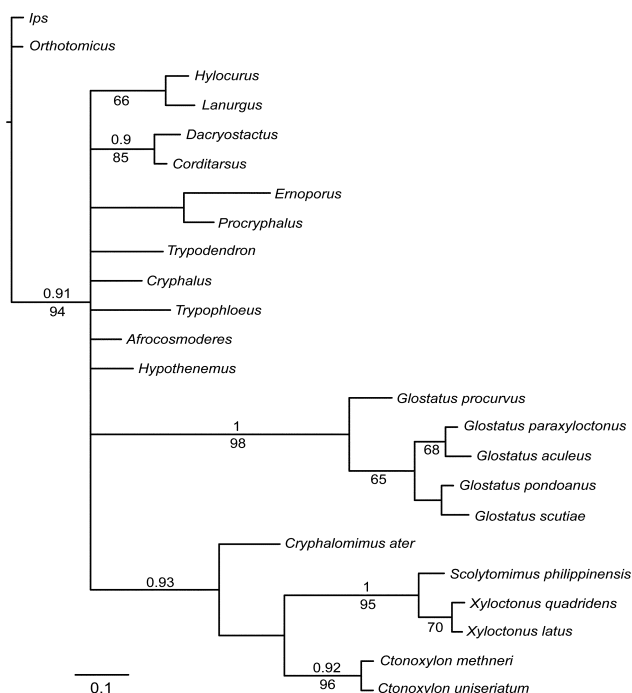 Ips
Orthotomicus
Hylocurus
66
Lanurgus
0.9
Dacryostactus
85
Corditarsus
Ernoporus
Procryphalus
Trypodendron
Cryphalus
0.91
94
Trypophloeus
Afrocosmoderes
Hypothenemus
Glostatus procurvus
1
98
Glostatus paraxyloctonus
68
Glostatus aculeus
65
Glostatus pondoanus
Glostatus scutiae
Cryphalomimus ater
0.93
Scolytomimus philippinensis
1
95
Xyloctonus quadridens
70
Xyloctonus latus
0.92
Ctonoxylon methneri
96
Ctonoxylon uniseriatum
0.1